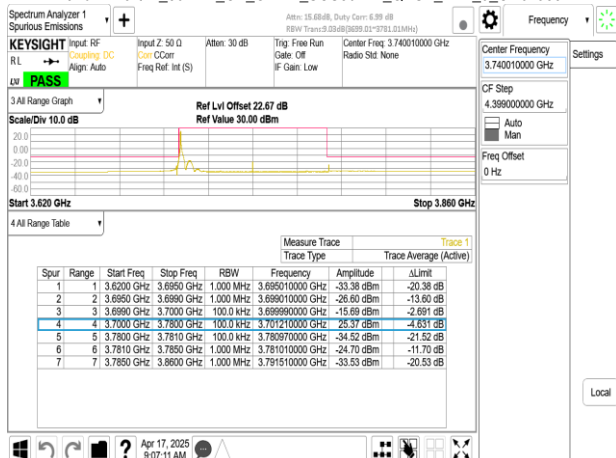 Spectrum Analyzer 1
Spurious Emissions
+
Attn: 15.68dB, Duty Corr: 6.99 dB
RBW Trans:9.03dB(3699.01~3781.01MHz)
Frequency
KEYSIGHT
Input: RF
Input Z: 50 Ω
Atten: 30 dB
Trig: Free Run
Center Freq: 3.740010000 GHz
RL
Coupling: DC
Corr CCorr
Gate: Off
Radio Std: None
Align: Auto
Freq Ref: Int (S)
IF Gain: Low
LXI
PASS
Center Frequency
3.740010000 GHz
Settings
CF Step
4.399000000 GHz
Auto
Man
Freq Offset
0 Hz
Local
3 All Range Graph
Ref Lvl Offset 22.67 dB
Scale/Div 10.0 dB
Ref Value 30.00 dBm
20.0
0.00
-20.0
-40.0
-60.0
Start 3.620 GHz
Stop 3.860 GHz
4 All Range Table
Measure Trace Trace 1
Trace Type Trace Average (Active)
Spur Range Start Freq Stop Freq RBW Frequency Amplitude ΔLimit
1 1 3.6200 GHz 3.6950 GHz 1.000 MHz 3.695010000 GHz -33.38 dBm -20.38 dB
2 2 3.6950 GHz 3.6990 GHz 1.000 MHz 3.699010000 GHz -26.60 dBm -13.60 dB
3 3 3.6990 GHz 3.7000 GHz 100.0 kHz 3.699990000 GHz -15.69 dBm -2.691 dB
4 4 3.7000 GHz 3.7800 GHz 100.0 kHz 3.701210000 GHz 25.37 dBm -4.631 dB
5 5 3.7800 GHz 3.7810 GHz 100.0 kHz 3.780970000 GHz -34.52 dBm -21.52 dB
6 6 3.7810 GHz 3.7850 GHz 1.000 MHz 3.781010000 GHz -24.70 dBm -11.70 dB
7 7 3.7850 GHz 3.8600 GHz 1.000 MHz 3.791510000 GHz -33.53 dBm -20.53 dB
?
Apr 17, 2025
9:07:11 AM